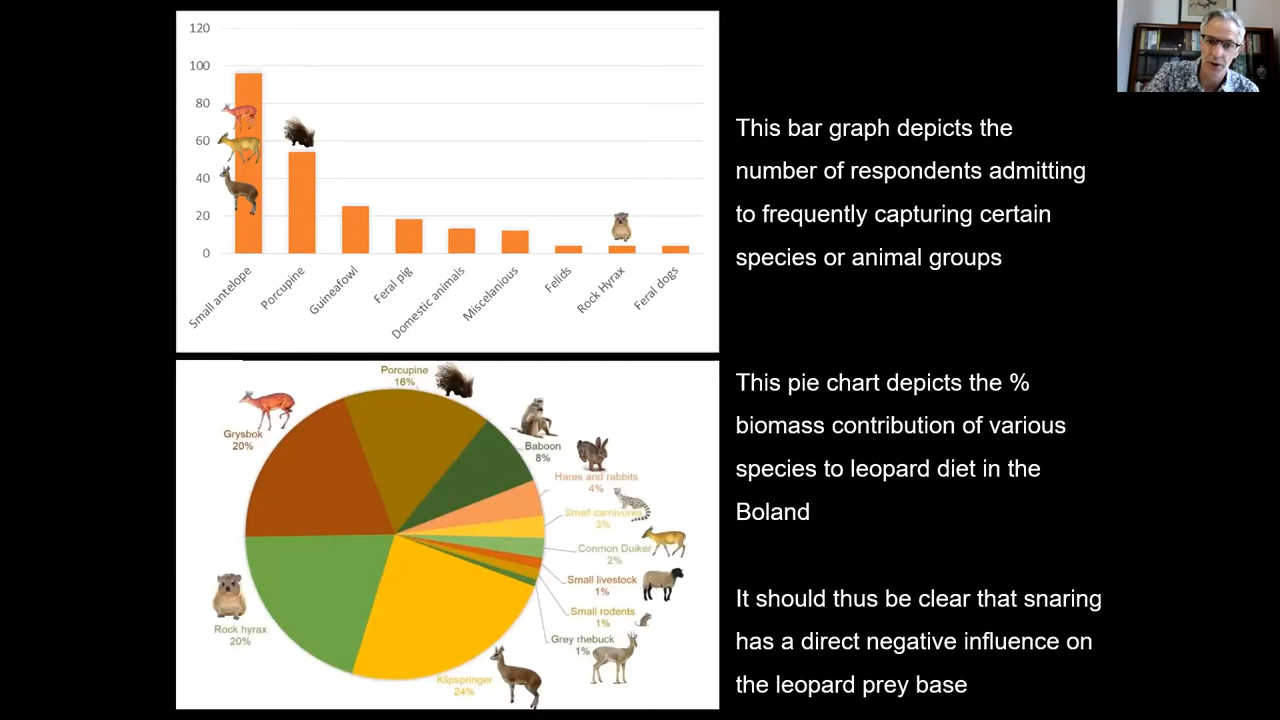 120
100
80
60
40
20
0
Small antelope
Porcupine
Guineafowl
Feral pig
Domestic animals
Miscelanious
Felids
Rock Hyrax
Feral dogs
This bar graph depicts the
number of respondents admitting
to frequently capturing certain
species or animal groups
Porcupine
16%
Grysbok
20%
Baboon
8%
Hares and rabbits
4%
Small carnivores
3%
Common Duiker
2%
Small livestock
1%
Small rodents
1%
Grey rhebuck
1%
Rock hyrax
20%
Klipspringer
24%
This pie chart depicts the %
biomass contribution of various
species to leopard diet in the
Boland
It should thus be clear that snaring
has a direct negative influence on
the leopard prey base